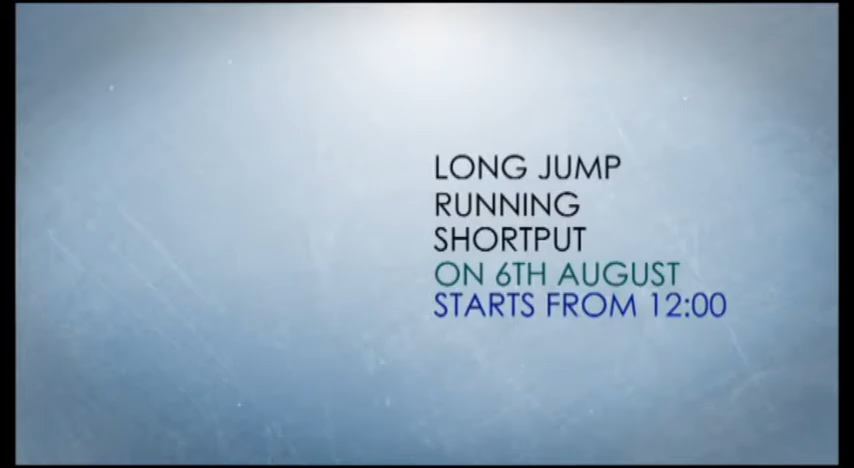 LONG JUMP
RUNNING
SHORTPUT
ON 6TH AUGUST
STARTS FROM 12:00